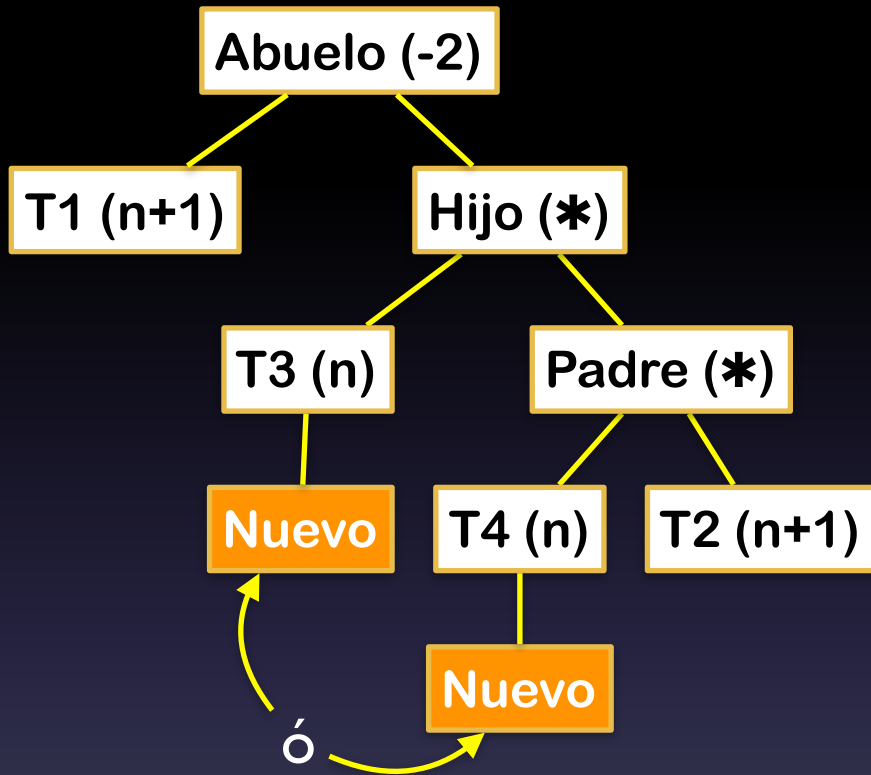 Abuelo (-2)
T1 (n+1)
Hijo (✱)
T3 (n)
Padre (✱)
Nuevo
T4 (n)
T2 (n+1)
Nuevo
ó